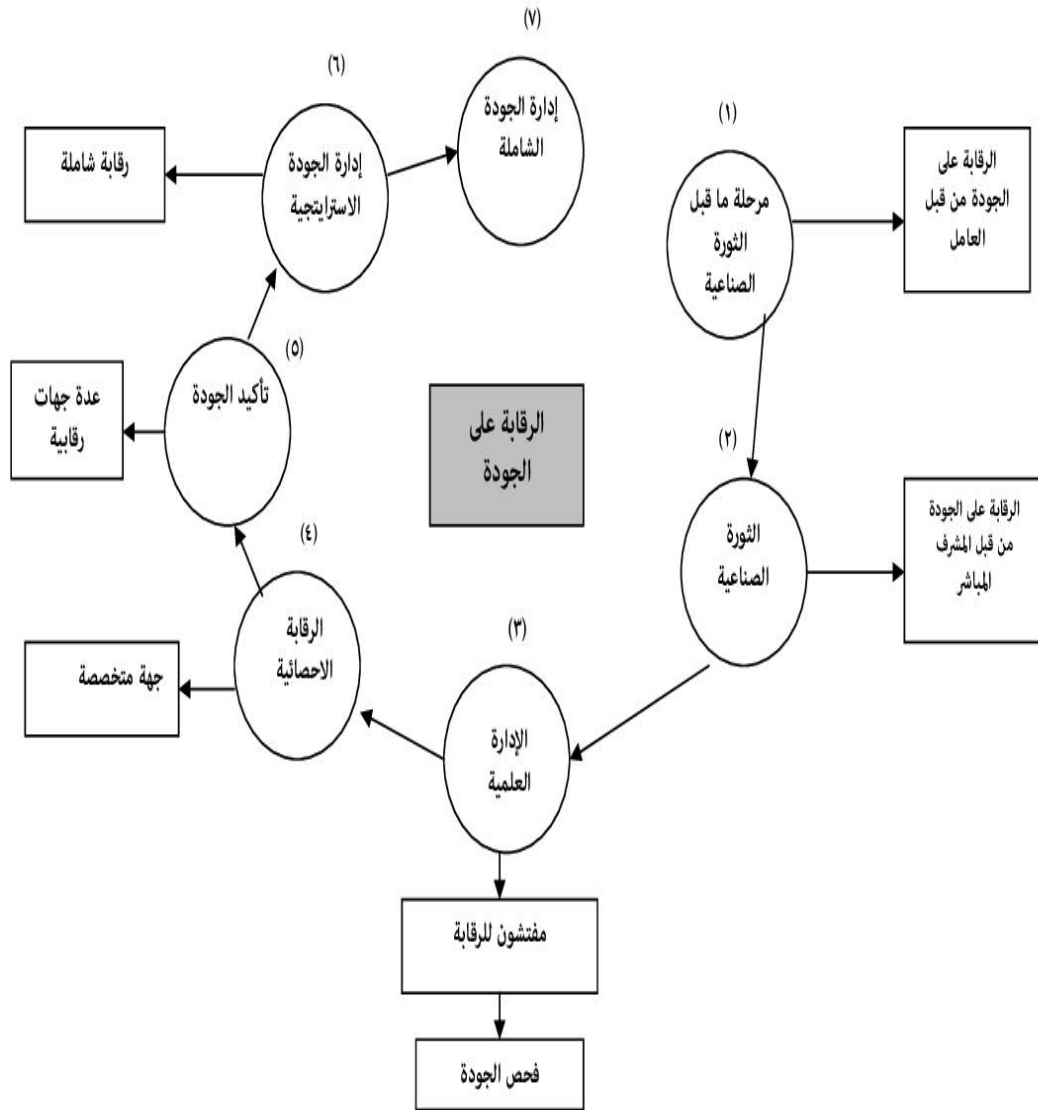 (١)
مرحلة ما قبل
الثورة
الصناعية
الرقابة على
الجودة من قبل
العامل
(٢)
الثورة
الصناعية
الرقابة على الجودة
من قبل المشرف
المباشر
(٣)
الإدارة
العلمية
مفتشون للرقابة
فحص الجودة
(٤)
الرقابة
الاحصائية
جهة متخصصة
(٥)
تأكيد الجودة
عدة جهات
رقابية
(٦)
إدارة الجودة
الاسترايتجية
رقابة شاملة
(٧)
إدارة الجودة
الشاملة
الرقابة على
الجودة